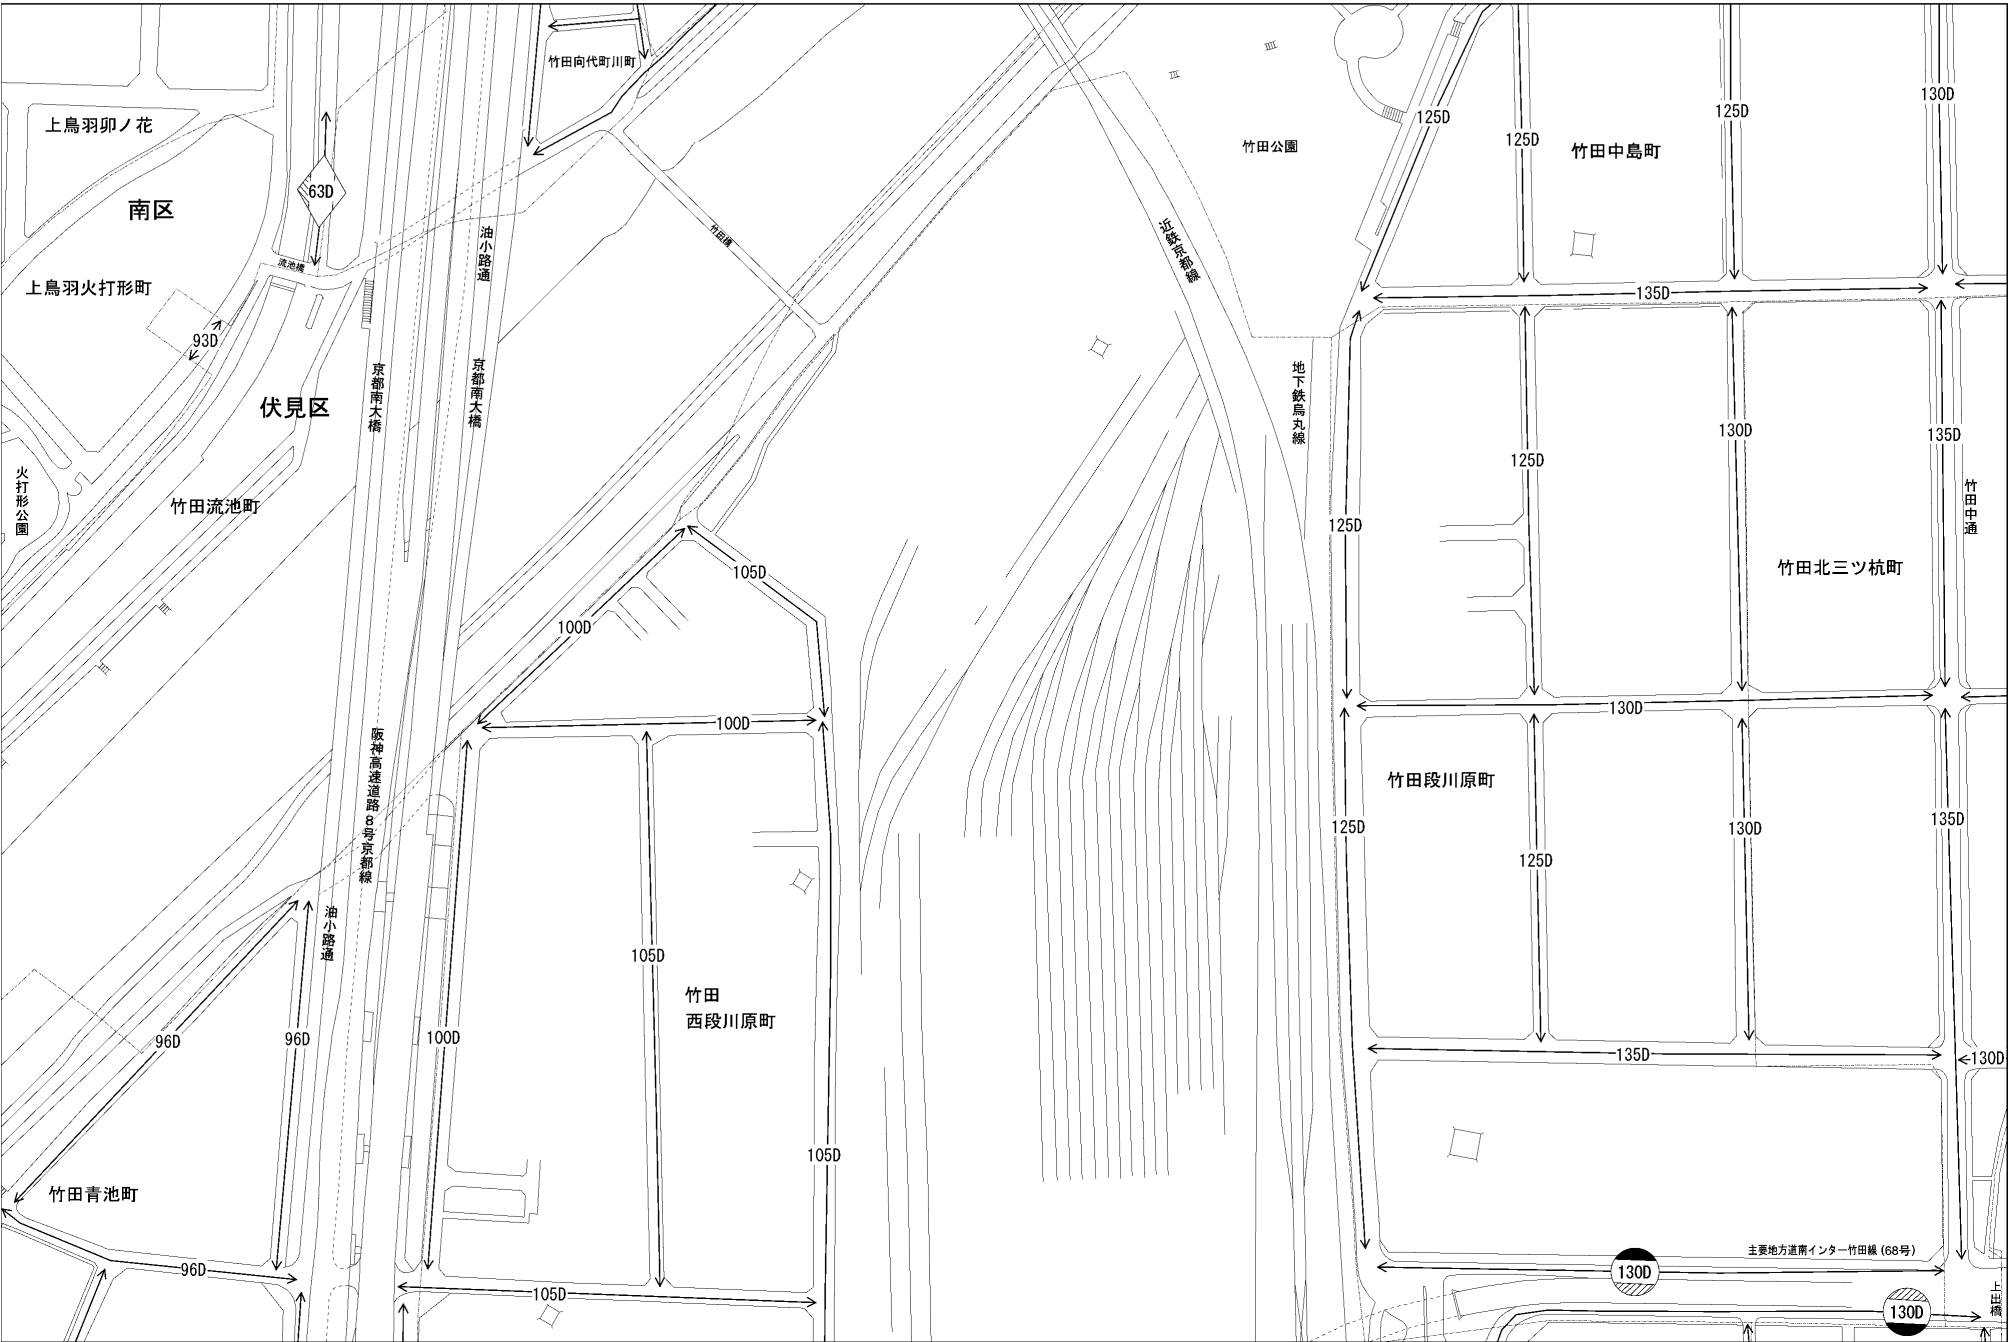 竹田向代町川町
上鳥羽卯ノ花
63D
南区
流池橋
上鳥羽火打形町
93D
伏見区
火打形公園
竹田流池町
油小路通
京都南大橋
京都南大橋
竹田橋
近鉄京都線
竹田公園
地下鉄烏丸線
125D
125D
125D
130D
竹田中島町
135D
125D
125D
130D
135D
竹田中通
竹田北三ツ杭町
105D
100D
100D
130D
阪神高速道路8号京都線
油小路通
竹田段川原町
125D
125D
130D
135D
105D
竹田
西段川原町
96D
96D
100D
135D
130D
105D
竹田青池町
96D
105D
主要地方道南インター竹田線(68号)
130D
130D
上出橋